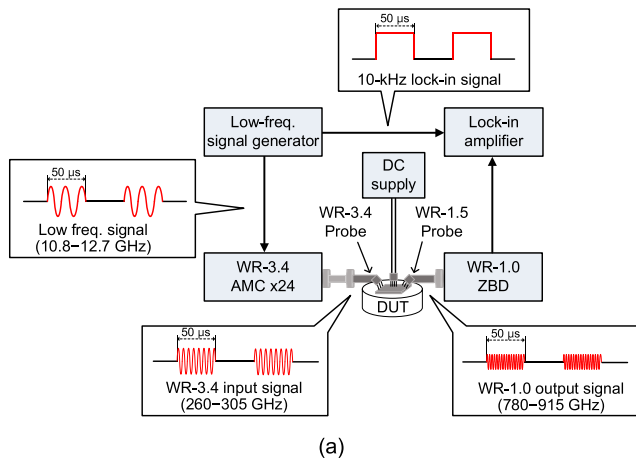 50 µs
10-kHz lock-in signal
Low-freq.
signal generator
Lock-in
amplifier
DC
supply
50 µs
Low freq. signal
(10.8–12.7 GHz)
WR-3.4
Probe
WR-1.5
Probe
WR-3.4
AMC x24
WR-1.0
ZBD
DUT
50 µs
WR-3.4 input signal
(260–305 GHz)
50 µs
WR-1.0 output signal
(780–915 GHz)
(a)